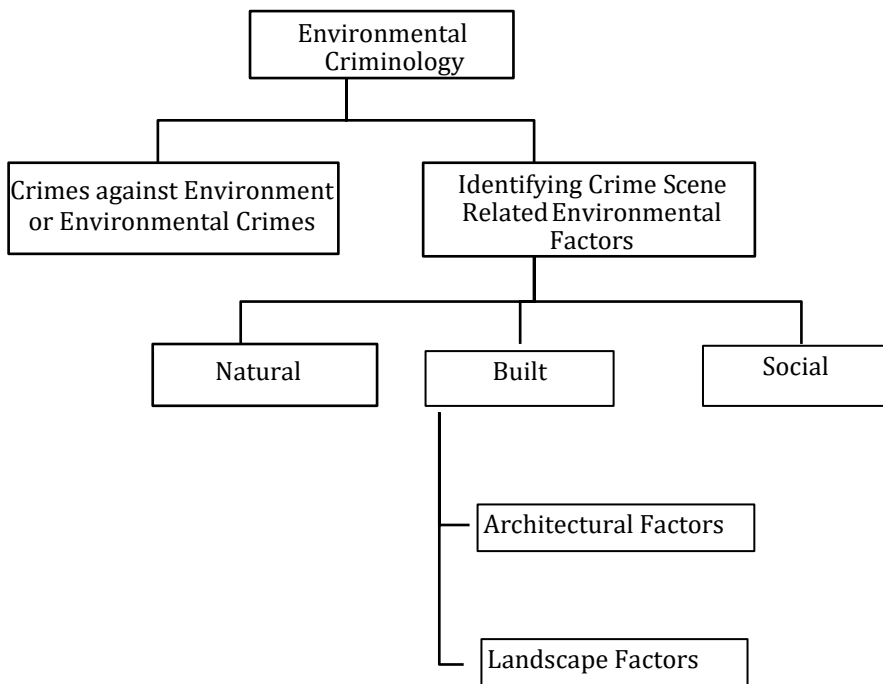 Environmental
Criminology
Crimes against Environment
or Environmental Crimes
Identifying Crime Scene
Related Environmental
Factors
Natural
Built
Social
Architectural Factors
Landscape Factors